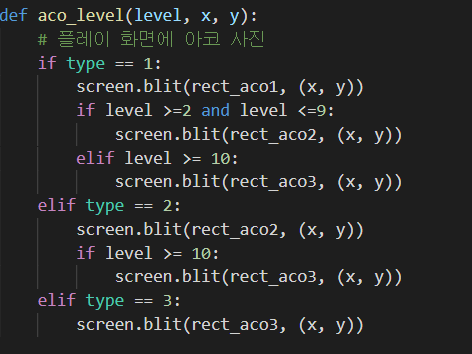 def aco_level(level, x, y):
    # 플레이 화면에 아코 사진
    if type == 1:
        screen.blit(rect_aco1, (x, y))
        if level >=2 and level <=9:
            screen.blit(rect_aco2, (x, y))
        elif level >= 10:
            screen.blit(rect_aco3, (x, y))
    elif type == 2:
        screen.blit(rect_aco2, (x, y))
        if level >= 10:
            screen.blit(rect_aco3, (x, y))
    elif type == 3:
        screen.blit(rect_aco3, (x, y))